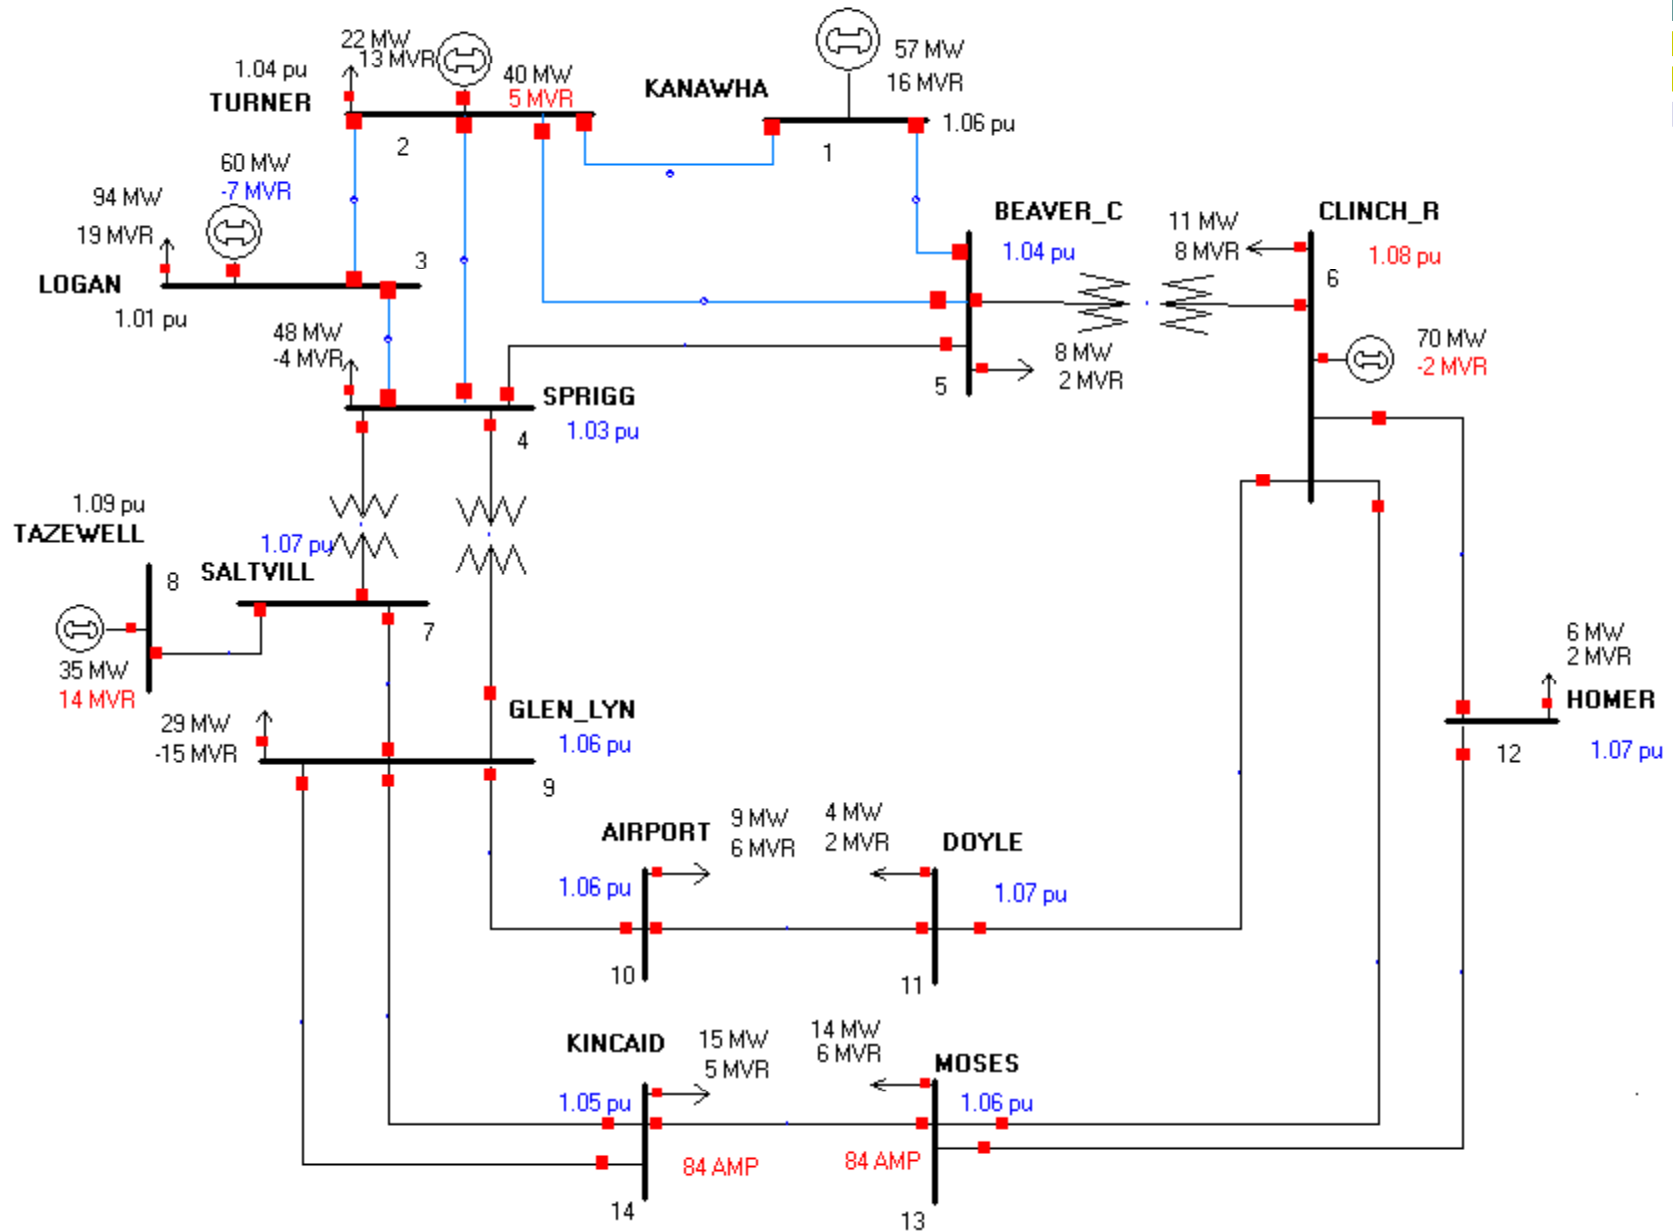 22 MW
13 MVR
1.04 pu
TURNER
40 MW
5 MVR
2
KANAWHA
57 MW
16 MVR
1.06 pu
1
60 MW
-7 MVR
94 MW
19 MVR
3
LOGAN
1.01 pu
BEAVER_C
1.04 pu
CLINCH_R
11 MW
8 MVR
1.08 pu
6
48 MW
-4 MVR
8 MW
2 MVR
5
70 MW
-2 MVR
SPRIGG
1.03 pu
4
1.09 pu
TAZEWELL
1.07 pu
8
SALTVILL
7
35 MW
14 MVR
29 MW
-15 MVR
GLEN_LYN
1.06 pu
9
6 MW
2 MVR
HOMER
12
1.07 pu
AIRPORT
9 MW
6 MVR
4 MW
2 MVR
DOYLE
1.06 pu
1.07 pu
10
11
KINCAID
15 MW
5 MVR
14 MW
6 MVR
MOSES
1.05 pu
1.06 pu
84 AMP
84 AMP
14
13